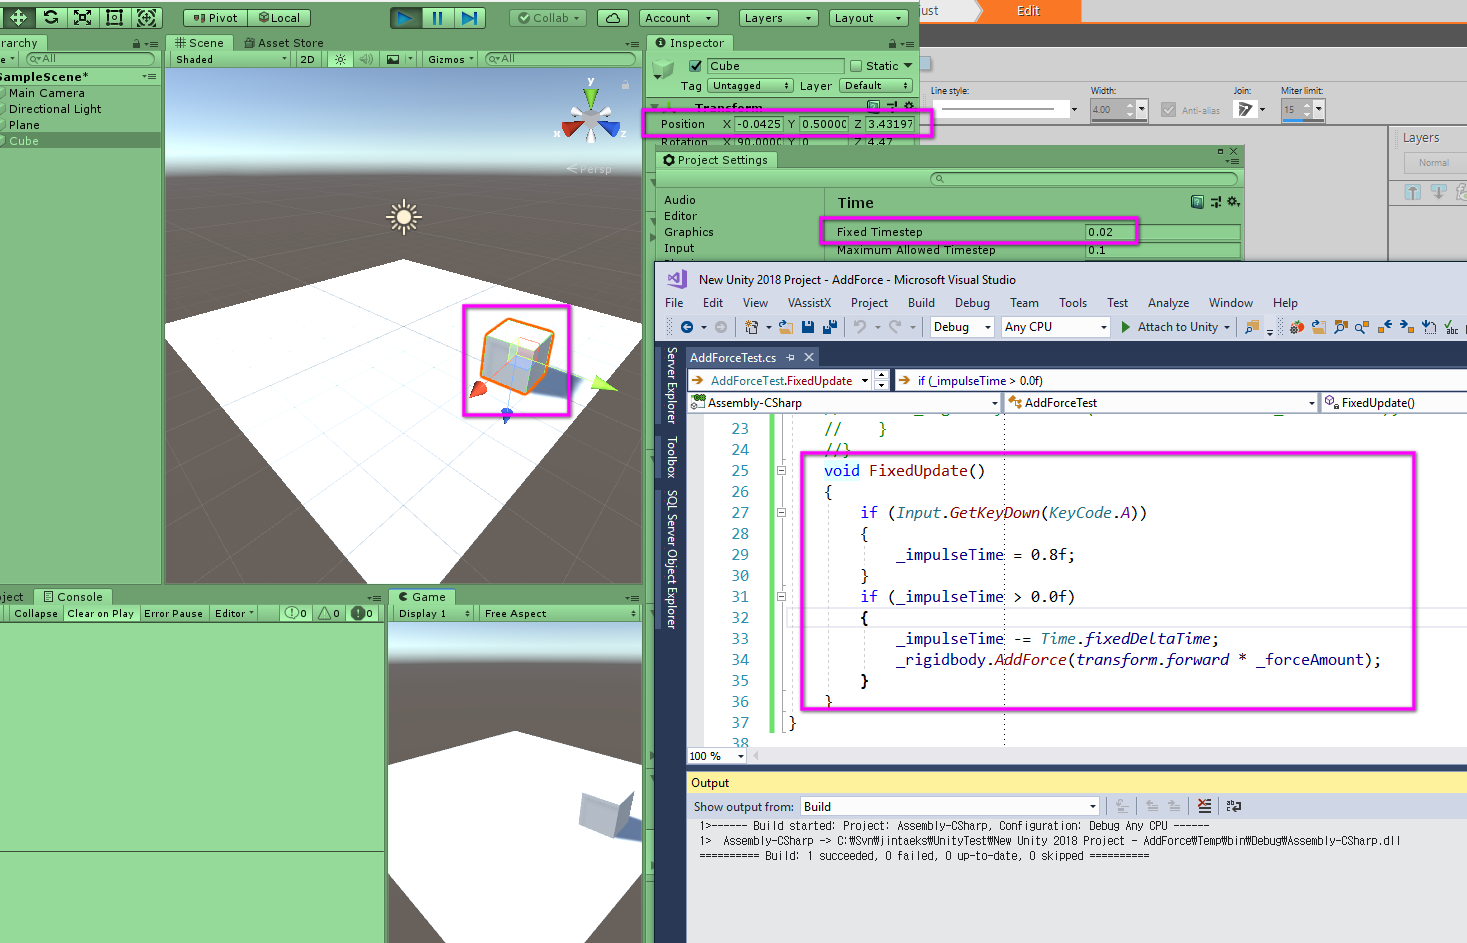 Pivot
Local
Collab
Account
Layers
Layout
just
Edit
rarchy
Scene
Asset Store
Inspector
All
Shaded
2D
Gizmos
All
Cube
Static
Tag
Untagged
Layer
Default
SampleScene*
Main Camera
Directional Light
Plane
Cube
y
x
z
Persp
Transform
Position X -0.0425 Y 0.5000C Z 3.43197
Rotation X 90.0000 Y 0 Z 4.47
Line style:
Width:
4.00
Anti-alias
Join:
Miter limit:
15
Layers
Normal
Project Settings
Audio
Editor
Graphics
Input
Time
Fixed Timestep 0.02
Maximum Allowed Timestep 0.1
New Unity 2018 Project - AddForce - Microsoft Visual Studio
File Edit View VAssistX Project Build Debug Team Tools Test Analyze Window Help
Debug
Any CPU
Attach to Unity
Server Explorer
Toolbox
SQL Server Object Explorer
AddForceTest.cs
AddForceTest.FixedUpdate
if (_impulseTime > 0.0f)
Assembly-CSharp
AddForceTest
FixedUpdate()
23 // }
24 //}
25 void FixedUpdate()
26 {
27 if (Input.GetKeyDown(KeyCode.A))
28 {
29 _impulseTime = 0.8f;
30 }
31 if (_impulseTime > 0.0f)
32 {
33 _impulseTime -= Time.fixedDeltaTime;
34 _rigidbody.AddForce(transform.forward * _forceAmount);
35 }
36 }
37 }
38
100 %
Output
Show output from: Build
1>------ Build started: Project: Assembly-CSharp, Configuration: Debug Any CPU ------
1> Assembly-CSharp -> C:₩Svn₩jintaeks₩UnityTest₩New Unity 2018 Project - AddForce₩Temp₩bin₩Debug₩Assembly-CSharp.dll
========== Build: 1 succeeded, 0 failed, 0 up-to-date, 0 skipped ==========
ject
Console
Collapse
Clear on Play
Error Pause
Editor
0
0
0
Game
Display 1
Free Aspect